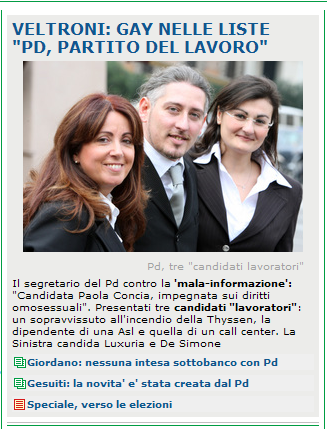 VELTRONI: GAY NELLE LISTE
"PD, PARTITO DEL LAVORO"
Pd, tre "candidati lavoratori"
Il segretario del Pd contro la 'mala-informazione':
"Candidata Paola Concia, impegnata sui diritti
omosessuali". Presentati tre candidati "lavoratori":
un sopravvissuto all'incendio della Thyssen, la
dipendente di una Asl e quella di un call center. La
Sinistra candida Luxuria e De Simone
Giordano: nessuna intesa sottobanco con Pd
Gesuiti: la novita' e' stata creata dal Pd
Speciale, verso le elezioni